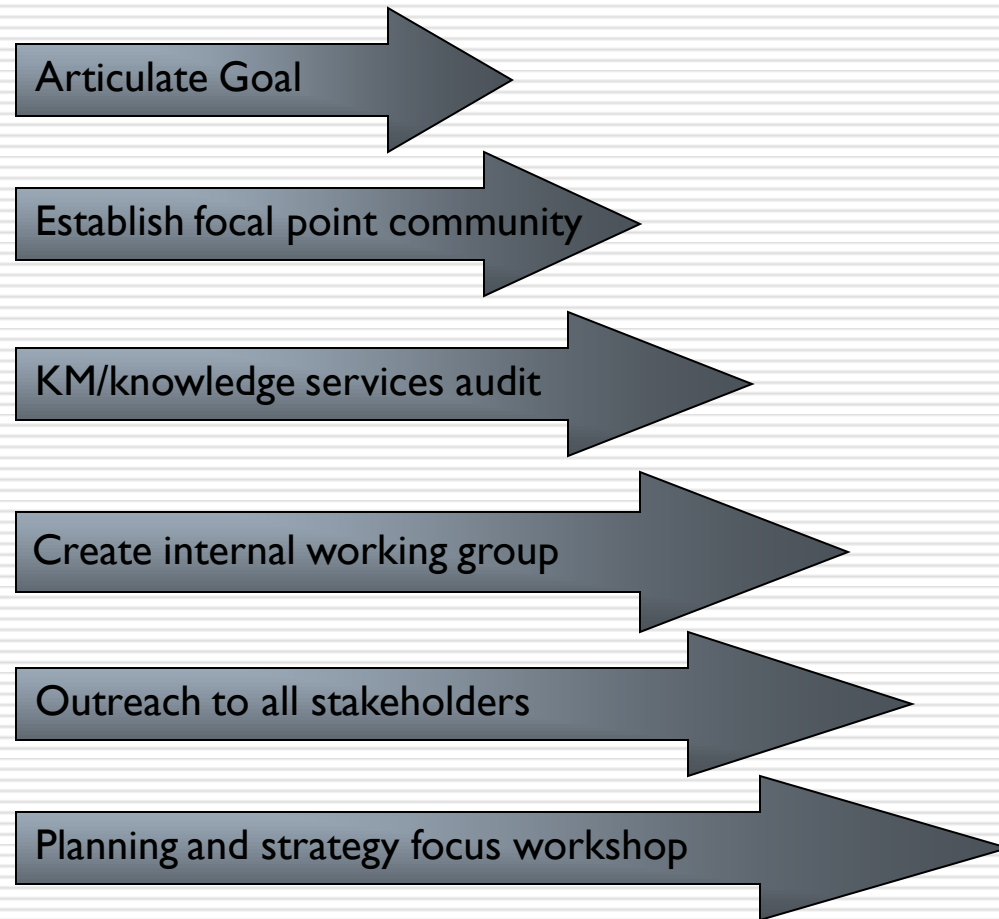 Articulate Goal
Establish focal point community
KM/knowledge services audit
Create internal working group
Outreach to all stakeholders
Planning and strategy focus workshop